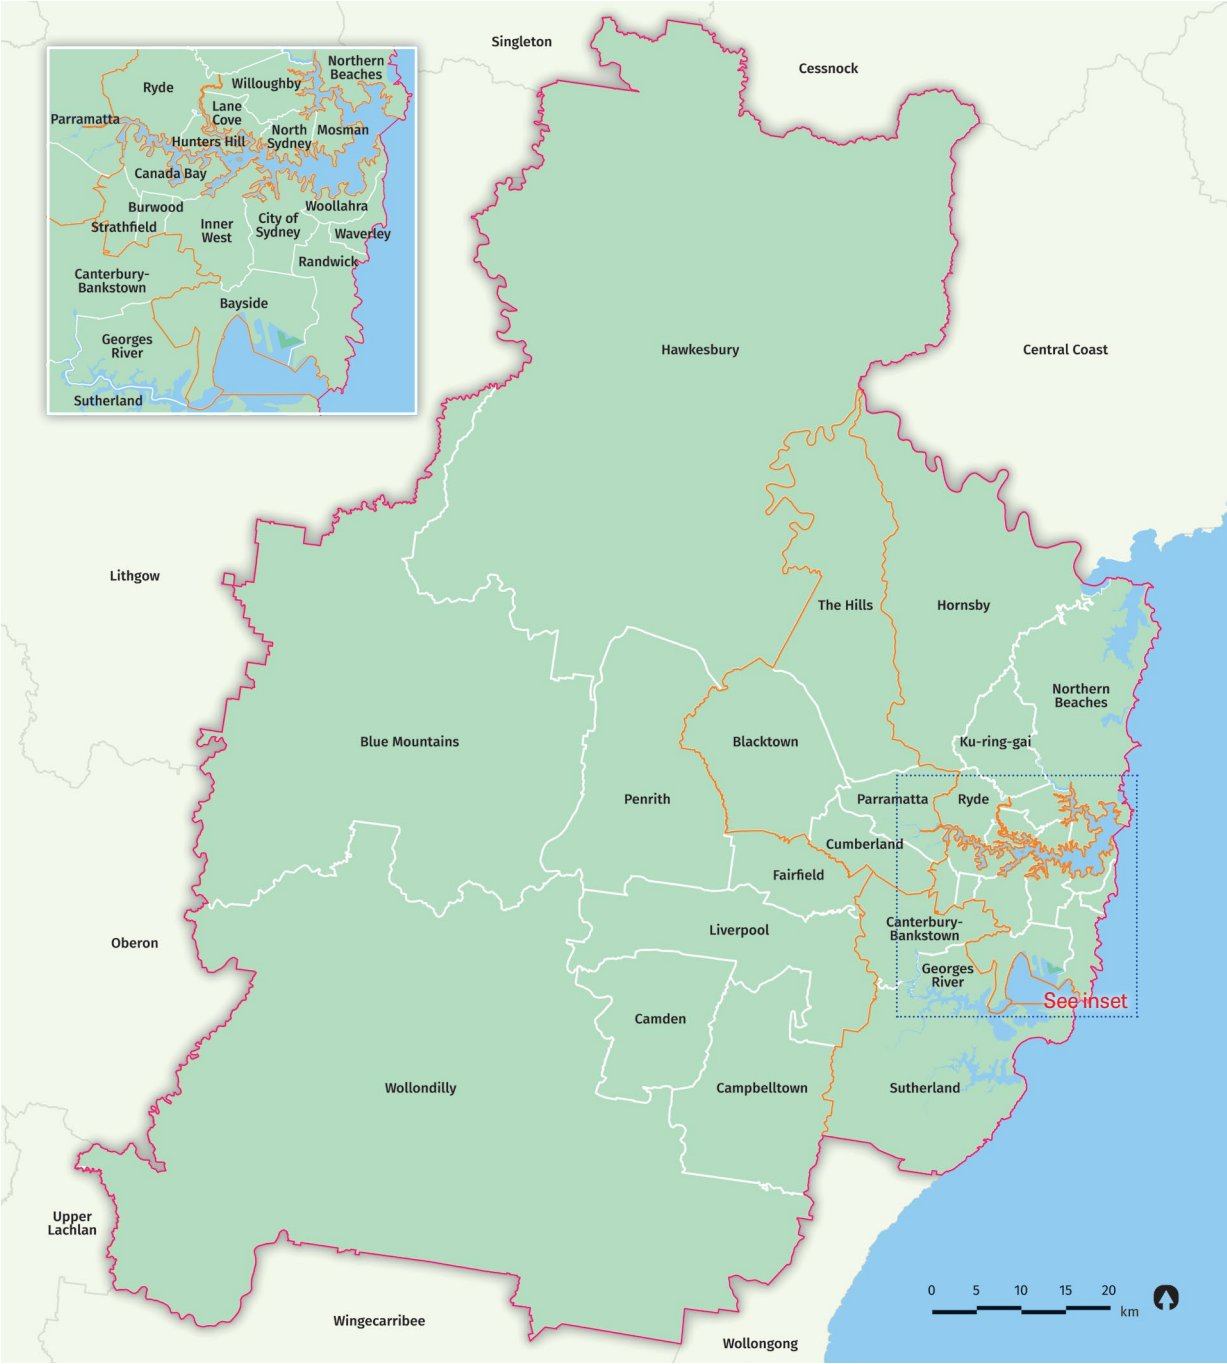 Singleton
Cessnock
Northern
Beaches
Ryde
Willoughby
Lane
Cove
Parramatta
North
Sydney
Mosman
Hunters Hill
Canada Bay
Burwood
Woollahra
Strathfield
Inner
West
City of
Sydney
Waverley
Randwick
Canterbury-
Bankstown
Bayside
Georges
River
Sutherland
Hawkesbury
Central Coast
Lithgow
The Hills
Hornsby
Northern
Beaches
Blue Mountains
Blacktown
Ku-ring-gai
Penrith
Parramatta
Ryde
Cumberland
Fairfield
Oberon
Liverpool
Canterbury-
Bankstown
Georges
River
See inset
Camden
Wollondilly
Campbelltown
Sutherland
Upper
Lachlan
Wingecarribee
Wollongong
0 5 10 15 20
km